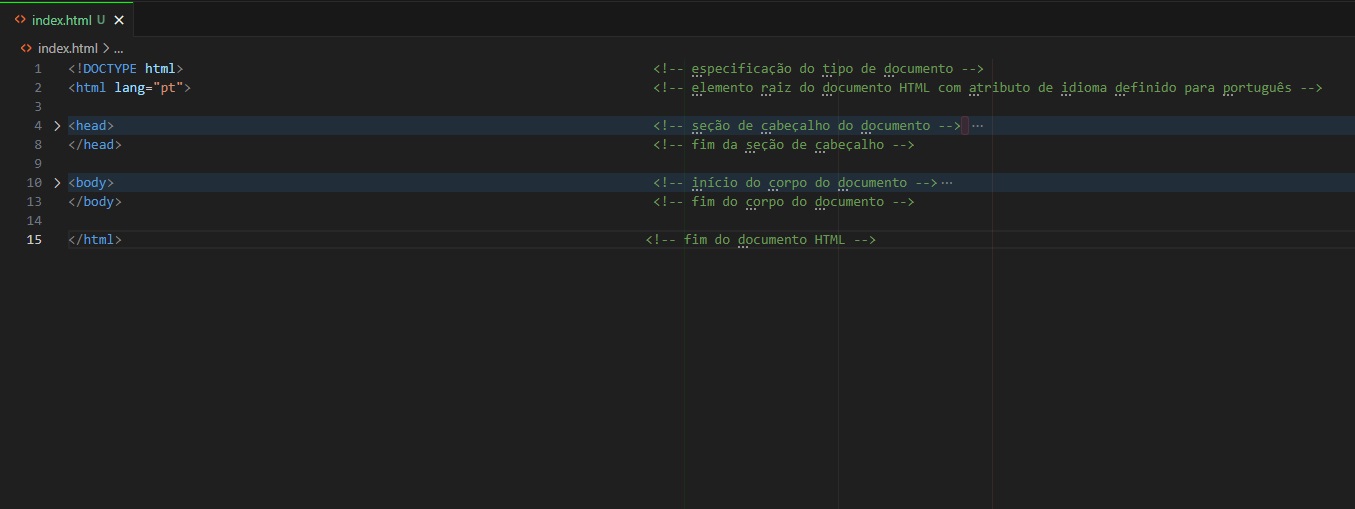 index.html U
index.html > ...
1 <!DOCTYPE html> <!-- especificação do tipo de documento -->
2 <html lang="pt"> <!-- elemento raiz do documento HTML com atributo de idioma definido para português -->
3
4 <head> <!-- seção de cabeçalho do documento --> ...
8 </head> <!-- fim da seção de cabeçalho -->
9
10 <body> <!-- início do corpo do documento --> ...
13 </body> <!-- fim do corpo do documento -->
14
15 </html> <!-- fim do documento HTML -->